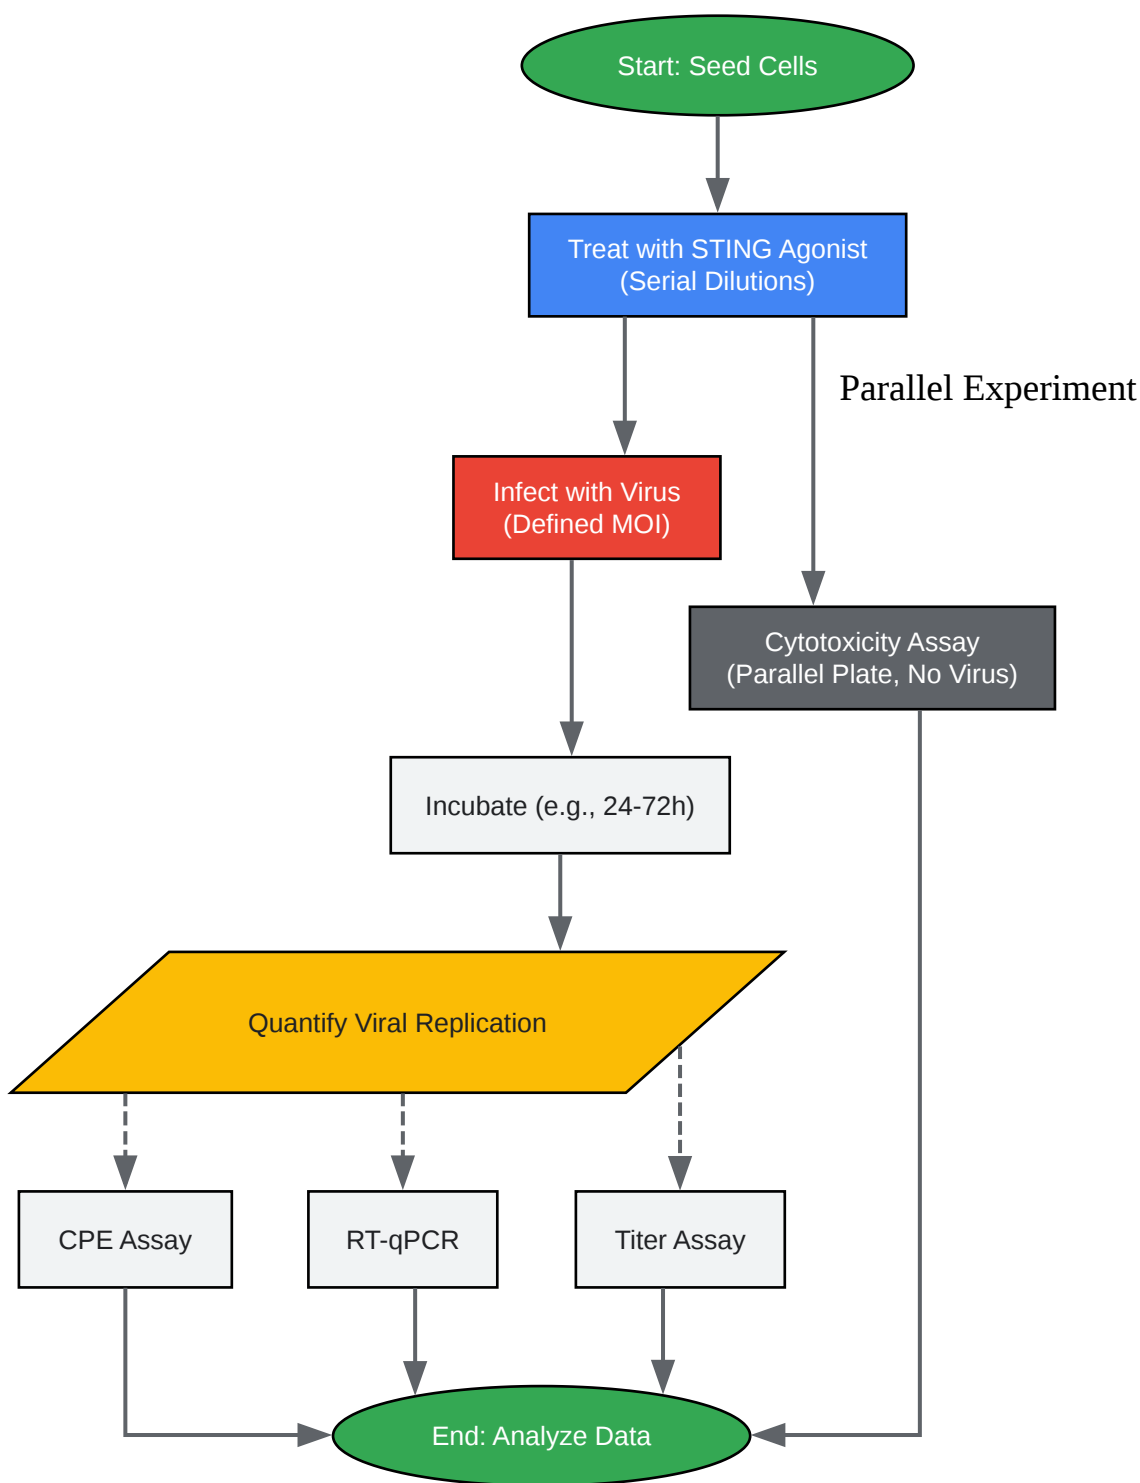 Start: Seed Cells
Treat with STING Agonist
(Serial Dilutions)
Parallel Experiment
Infect with Virus
(Defined MOI)
Cytotoxicity Assay
(Parallel Plate, No Virus)
Incubate (e.g., 24-72h)
Quantify Viral Replication
CPE Assay
RT-qPCR
Titer Assay
End: Analyze Data